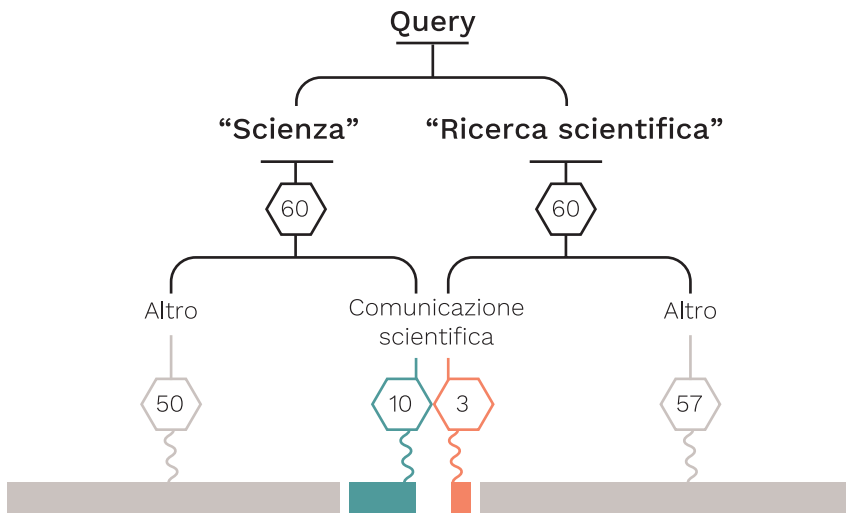 Query
“Scienza”
“Ricerca scientifica”
60
60
Altro
Comunicazione
scientifica
Altro
50
10
3
57